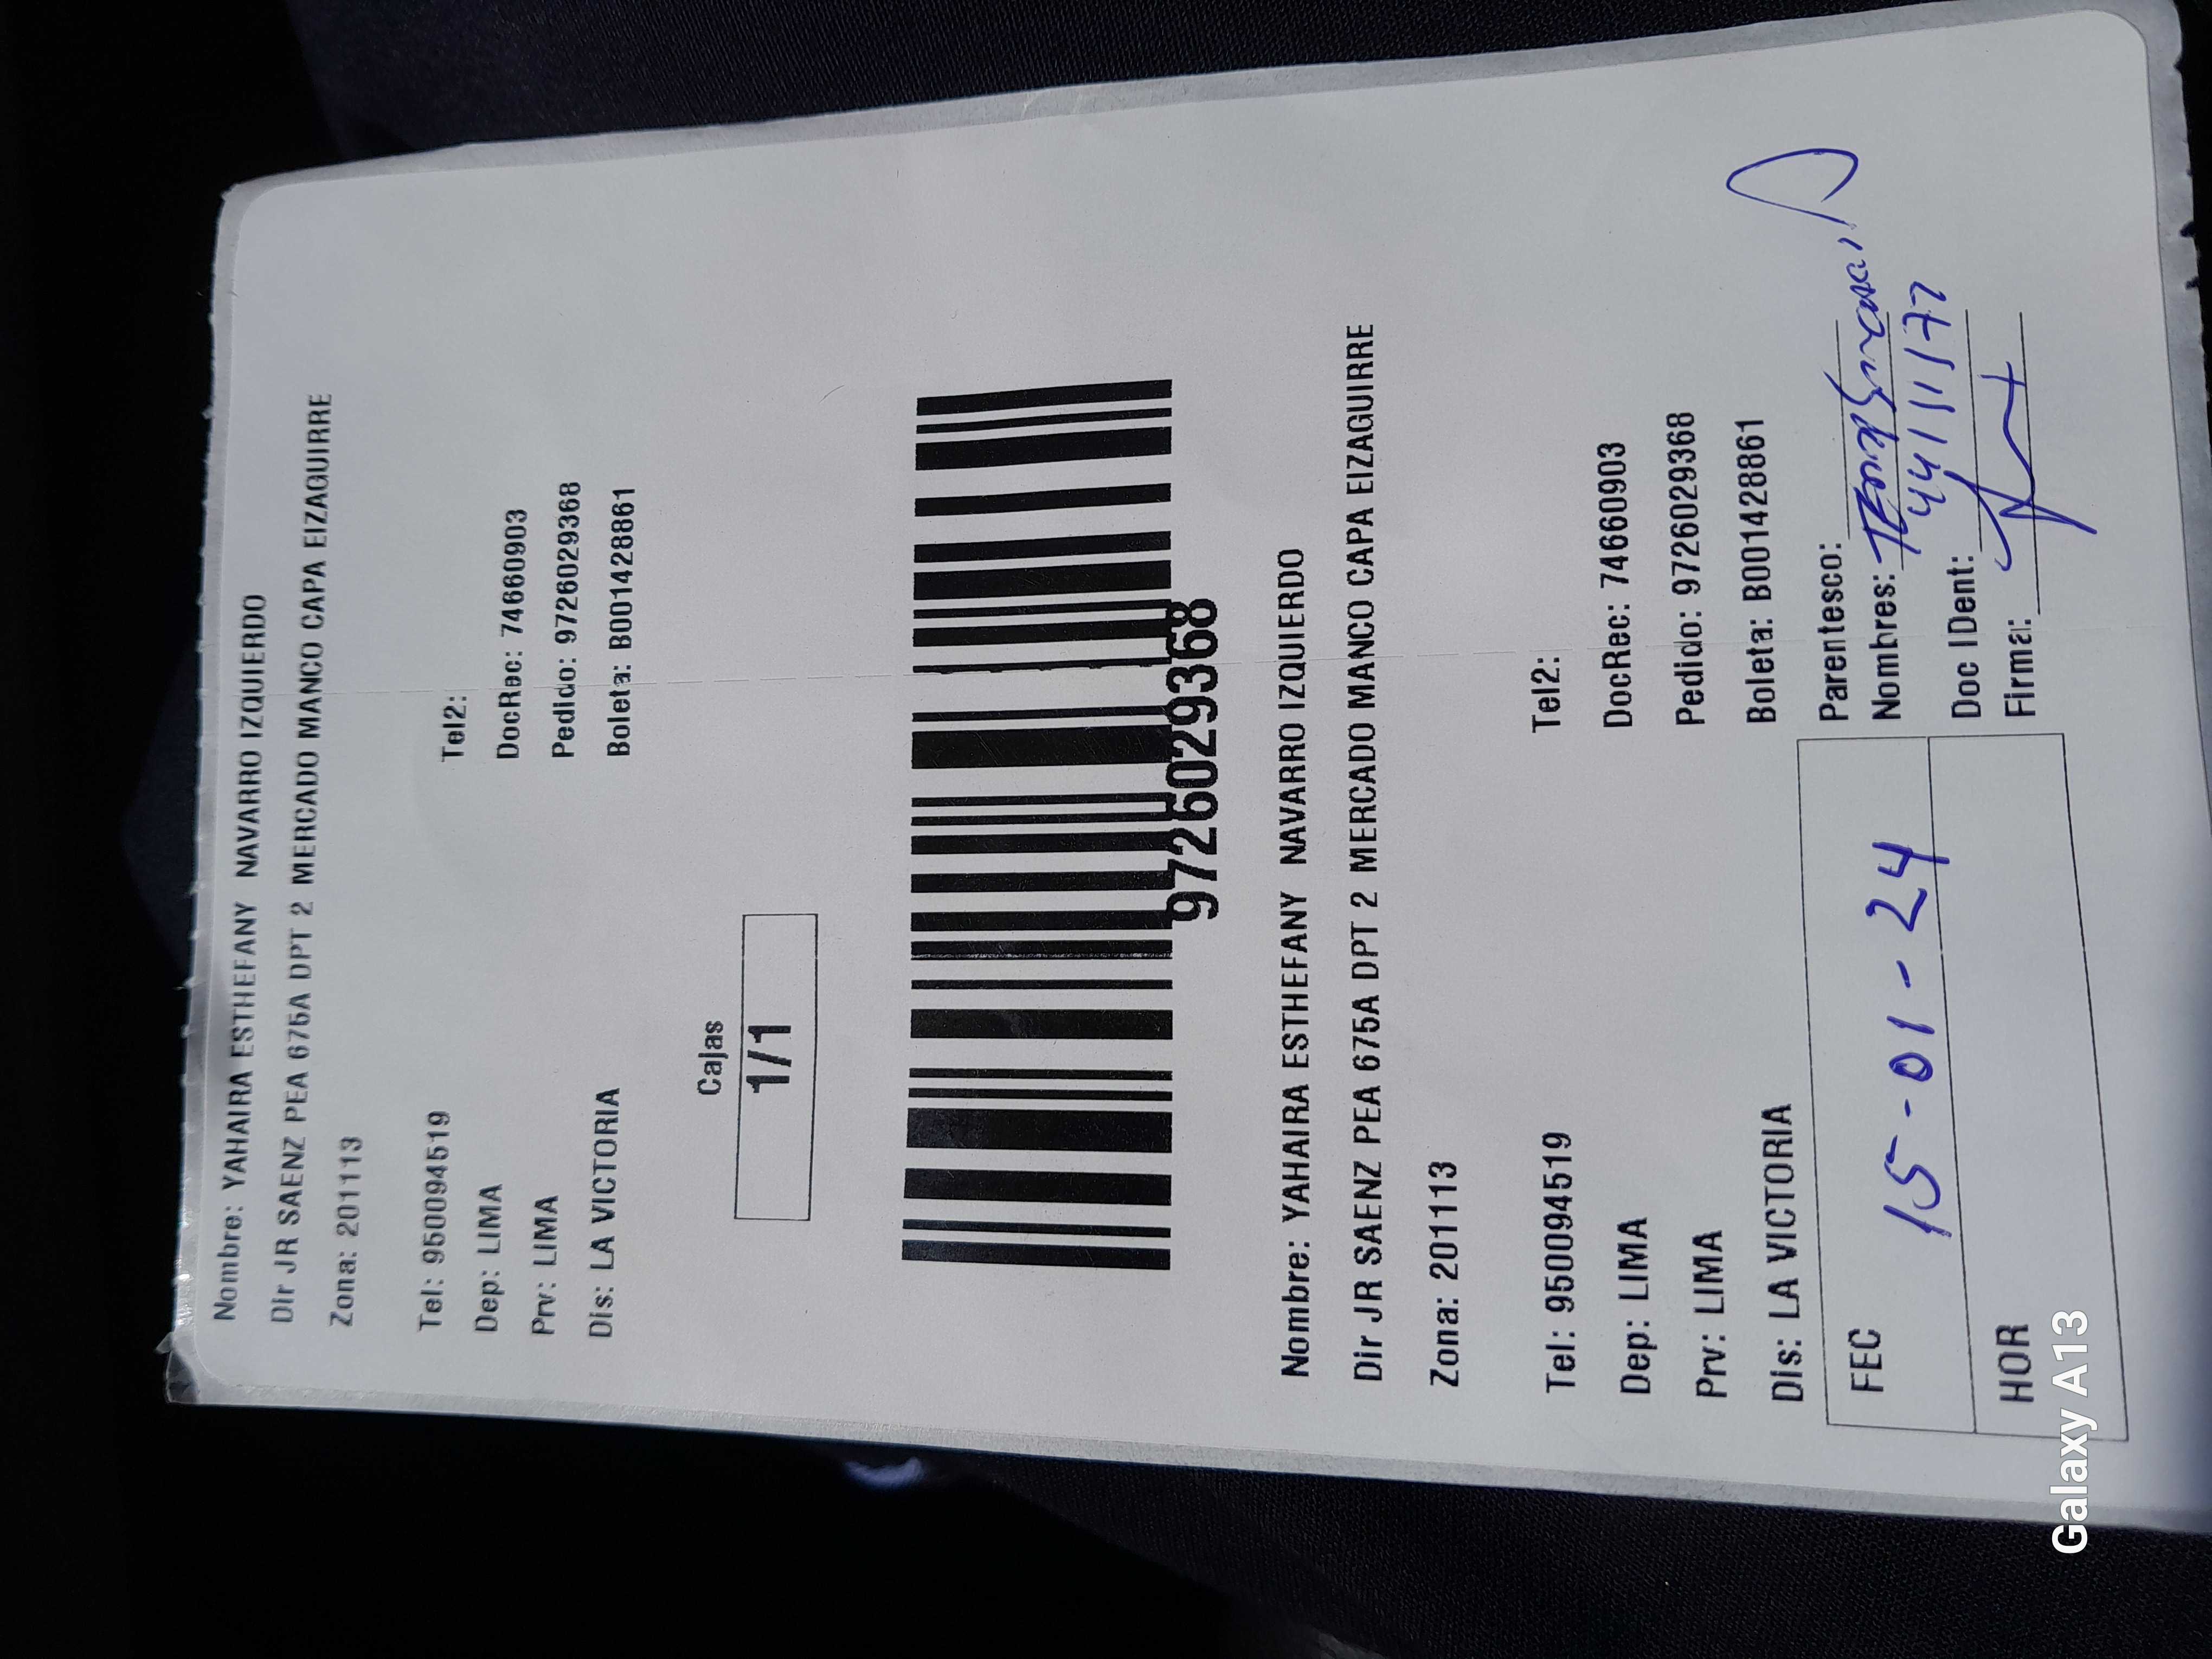 Nombre: YAHAIRA ESTHEFANY NAVARRO IZQUIERDO
Dir JR SAENZ PEA 675A DPT 2 MERCADO MANCO CAPA EIZAGUIRRE
Zona: 201113
Tel: 950094519 Tel2:
Dep: LIMA DocRec: 74660903
Prv: LIMA Pedido: 9726029368
Dis: LA VICTORIA Boleta: B001428861
Cajas
1/1
9726029368
Nombre: YAHAIRA ESTHEFANY NAVARRO IZQUIERDO
Dir JR SAENZ PEA 675A DPT 2 MERCADO MANCO CAPA EIZAGUIRRE
Zona: 201113
Tel: 950094519 Tel2:
Dep: LIMA DocRec: 74660903
Prv: LIMA Pedido: 9726029368
Dis: LA VICTORIA Boleta: B001428861
FEC 15-01-24
HOR
Parentesco:
Nombres:
Doc IDent:
Firma:
Galaxy A13